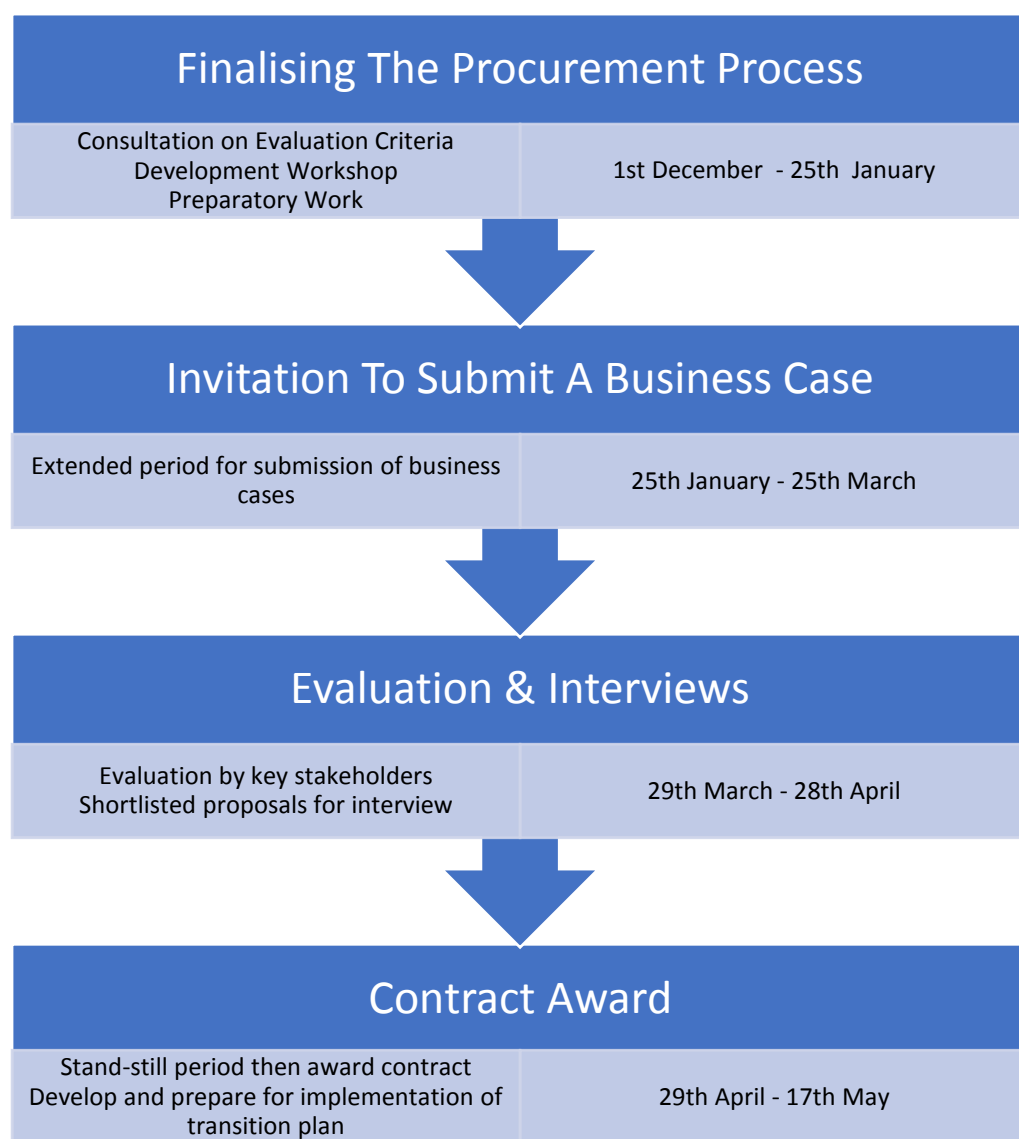 Finalising The Procurement Process
Consultation on Evaluation Criteria
Development Workshop
Preparatory Work
1st December - 25th January
Invitation To Submit A Business Case
Extended period for submission of business
cases
25th January - 25th March
Evaluation & Interviews
Evaluation by key stakeholders
Shortlisted proposals for interview
29th March - 28th April
Contract Award
Stand-still period then award contract
Develop and prepare for implementation of
transition plan
29th April - 17th May